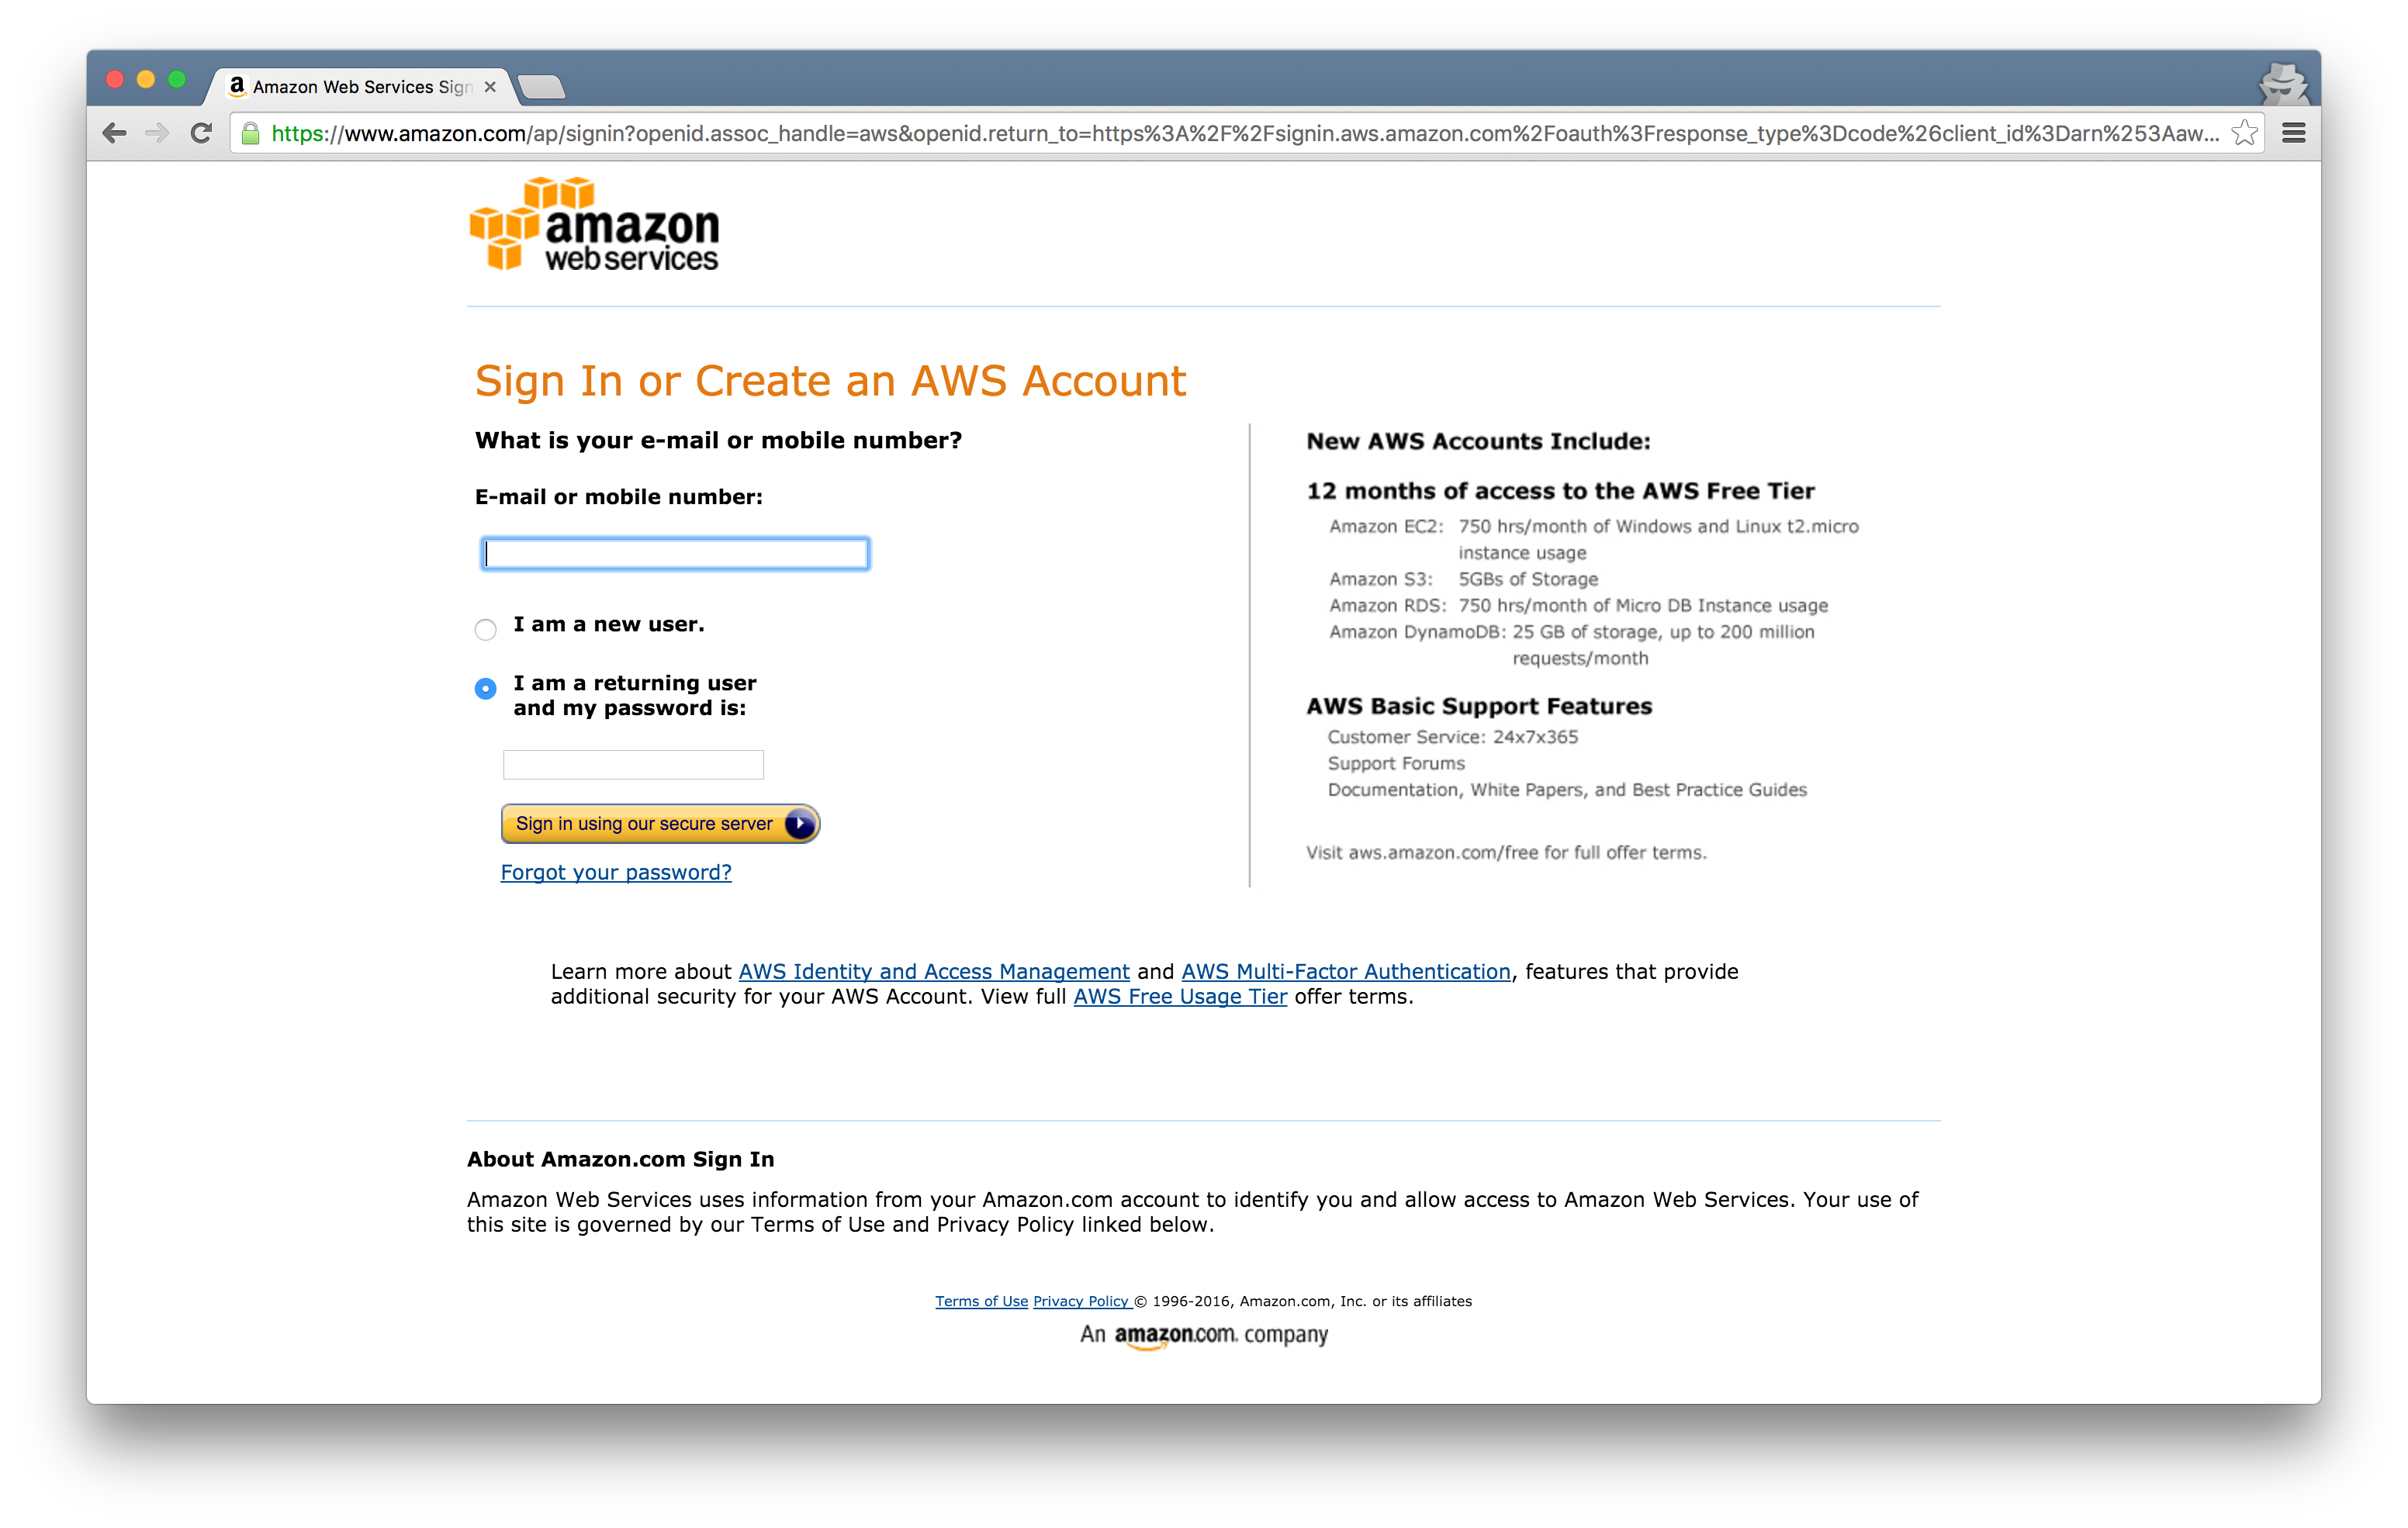 Amazon Web Services Sign
https://www.amazon.com/ap/signin?openid.assoc_handle=aws&openid.return_to=https%3A%2F%2Fsignin.aws.amazon.com%2Foauth%3Fresponse_type%3Dcode%26client_id%3Darn%253Aaw...
amazon
web services
Sign In or Create an AWS Account
What is your e-mail or mobile number?
E-mail or mobile number:
I am a new user.
I am a returning user
and my password is:
Sign in using our secure server
Forgot your password?
New AWS Accounts Include:
12 months of access to the AWS Free Tier
Amazon EC2: 750 hrs/month of Windows and Linux t2.micro
instance usage
Amazon S3: 5GBs of Storage
Amazon RDS: 750 hrs/month of Micro DB Instance usage
Amazon DynamoDB: 25 GB of storage, up to 200 million
requests/month
AWS Basic Support Features
Customer Service: 24x7x365
Support Forums
Documentation, White Papers, and Best Practice Guides
Visit aws.amazon.com/free for full offer terms.
Learn more about AWS Identity and Access Management and AWS Multi-Factor Authentication, features that provide
additional security for your AWS Account. View full AWS Free Usage Tier offer terms.
About Amazon.com Sign In
Amazon Web Services uses information from your Amazon.com account to identify you and allow access to Amazon Web Services. Your use of
this site is governed by our Terms of Use and Privacy Policy linked below.
Terms of Use Privacy Policy © 1996-2016, Amazon.com, Inc. or its affiliates
An amazon.com. company